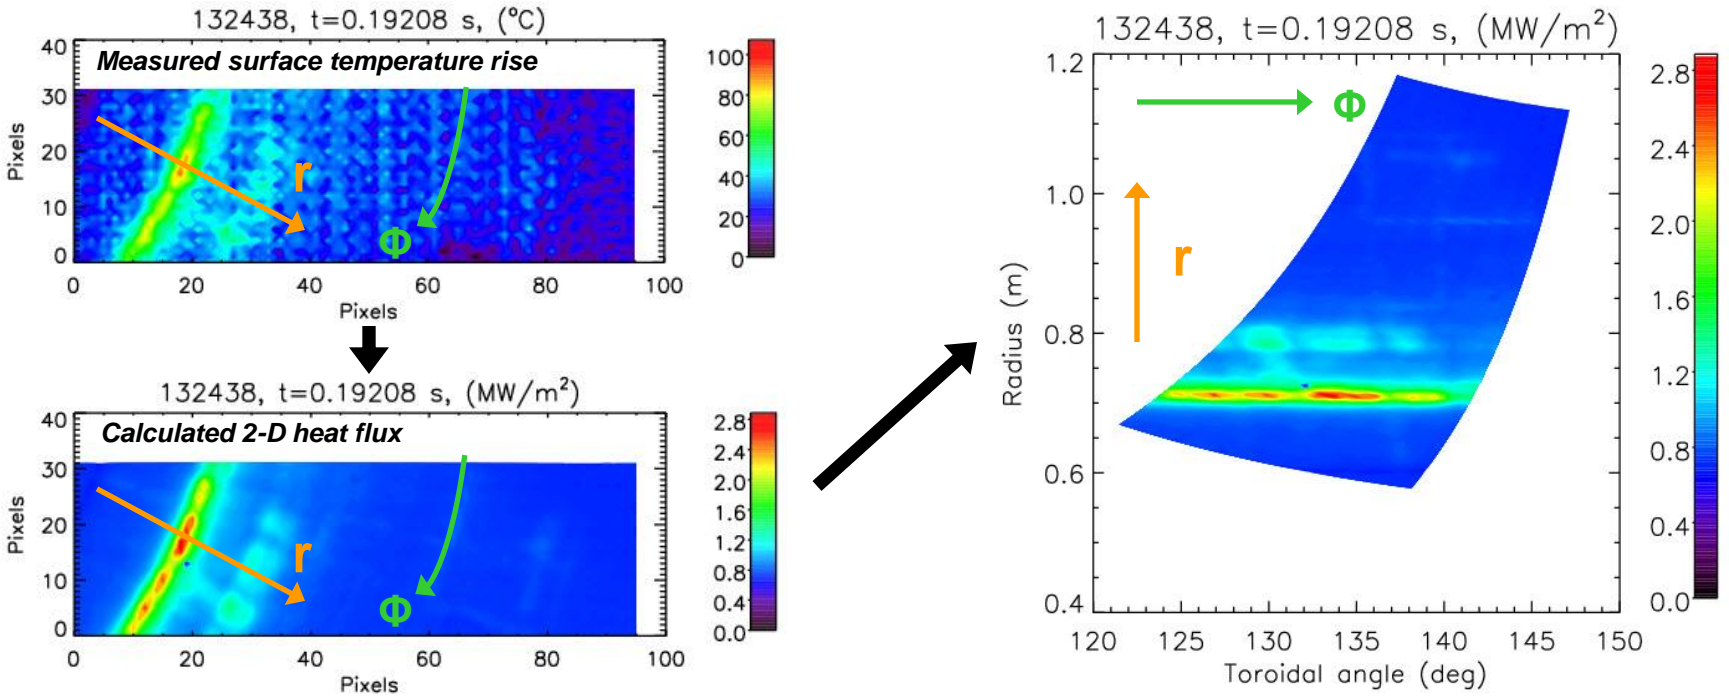 132438, t=0.19208 s, (°C)
Measured surface temperature rise
40
30
20
10
0
Pixels
0 20 40 60 80 100
Pixels
r
Φ
100
80
60
40
20
0
132438, t=0.19208 s, (MW/m²)
Calculated 2-D heat flux
40
30
20
10
0
Pixels
0 20 40 60 80 100
Pixels
r
Φ
2.8
2.4
2.0
1.6
1.2
0.8
0.4
0.0
132438, t=0.19208 s, (MW/m²)
1.2
1.0
0.8
0.6
0.4
Radius (m)
Φ
r
120 125 130 135 140 145 150
Toroidal angle (deg)
2.8
2.4
2.0
1.6
1.2
0.8
0.4
0.0